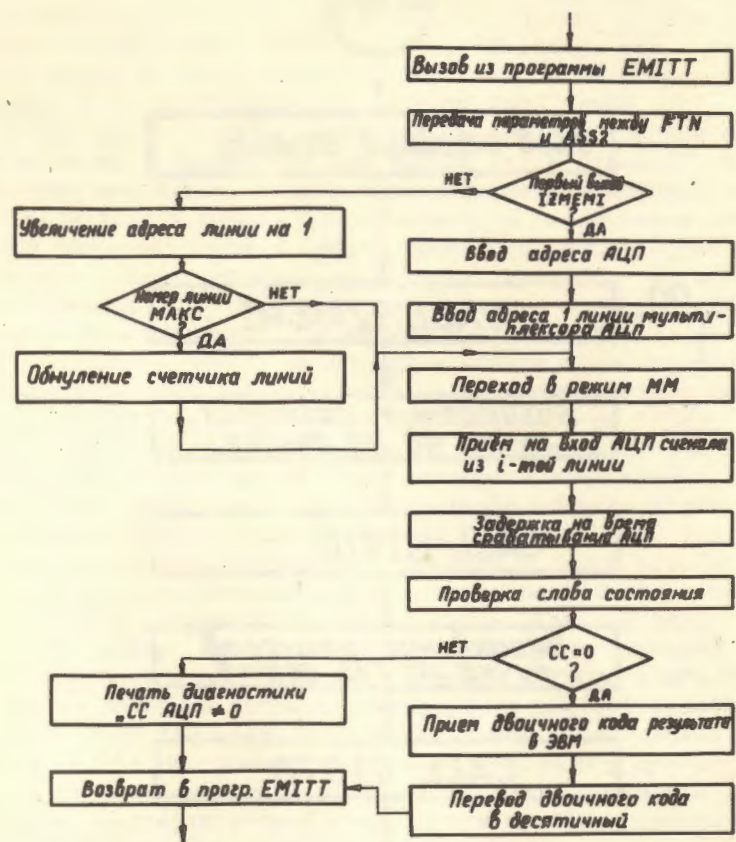 Вызов из программы EMITT
Передача параметров между FTN
и ASS2
НЕТ
Первый вызов
IZMEMI
?
ДА
Увеличение адреса линии на 1
Ввод адреса АЦП
Номер линии
МАКС
?
НЕТ
ДА
Ввод адреса 1 линии мульти-
плексора АЦП
Обнуление счетчика линий
Переход в режим ММ
Приём на вход АЦП сигнала
из i-той линии
Задержка на время
срабатывания АЦП
Проверка слова состояния
НЕТ
СС=0
?
ДА
Печать диагностики
„СС АЦП ≠ 0
Прием двоичного кода результата
в ЭВМ
Возврат в прогр. EMITT
Перевод двоичного кода
в десятичный